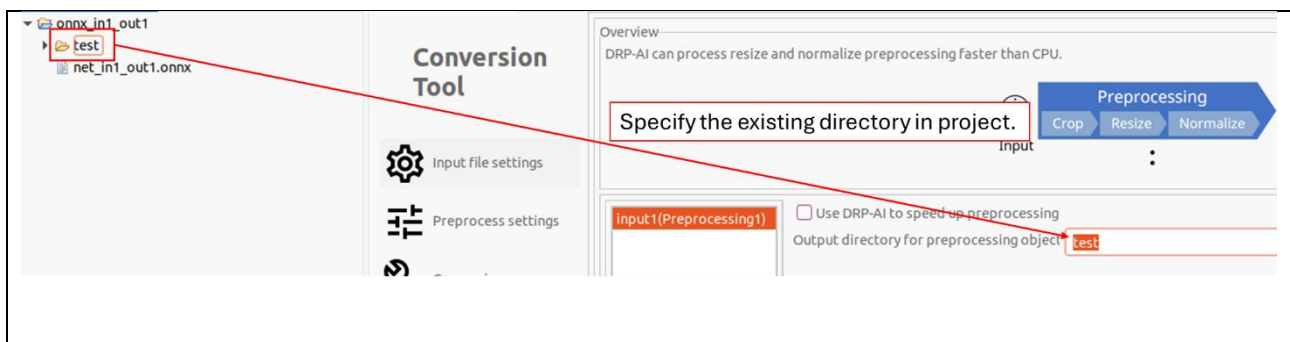 onnx_in1_out1
test
net_in1_out1.onnx
Conversion
Tool
Input file settings
Preprocess settings
Overview
DRP-AI can process resize and normalize preprocessing faster than CPU.
Specify the existing directory in project.
Input
Preprocessing
Crop Resize Normalize
:
input1(Preprocessing1)
Use DRP-AI to speed up preprocessing
Output directory for preprocessing object
test